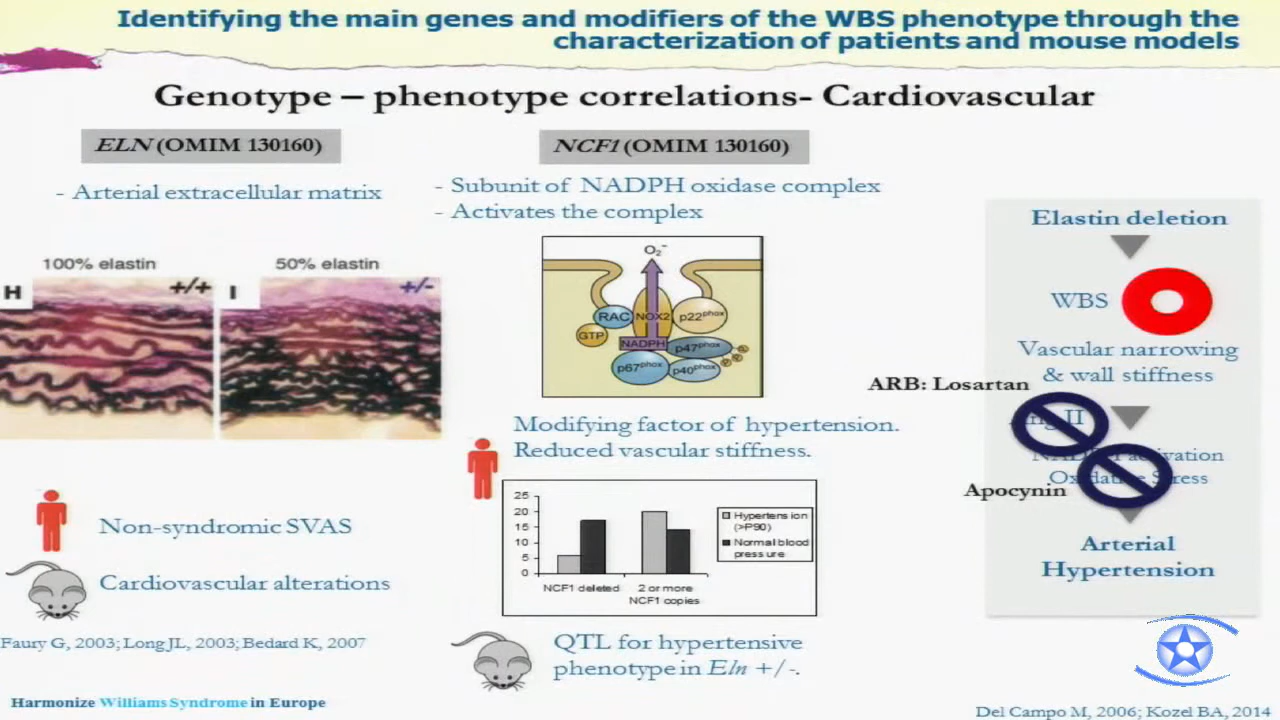 Identifying the main genes and modifiers of the WBS phenotype through the
characterization of patients and mouse models
Genotype – phenotype correlations- Cardiovascular
ELN (OMIM 130160)
- Arterial extracellular matrix
100% elastin
50% elastin
H
+/+
I
+/-
Non-syndromic SVAS
Cardiovascular alterations
Faury G, 2003; Long JL, 2003; Bedard K, 2007
Harmonize Williams Syndrome in Europe
NCF1 (OMIM 130160)
- Subunit of NADPH oxidase complex
- Activates the complex
O2-
RAC
NOX2
p22phox
GTP
NADPH
p47phox
p67phox
p40phox
P
P
P
Modifying factor of hypertension.
Reduced vascular stiffness.
25
20
15
10
5
0
NCF1 deleted
2 or more
NCF1 copies
Hypertension
(>P90)
Normal blood
pressure
QTL for hypertensive
phenotype in Eln +/-.
Elastin deletion
WBS
Vascular narrowing
& wall stiffness
ARB: Losartan
II
Apocynin
Arterial
Hypertension
Del Campo M, 2006; Kozel BA, 2014